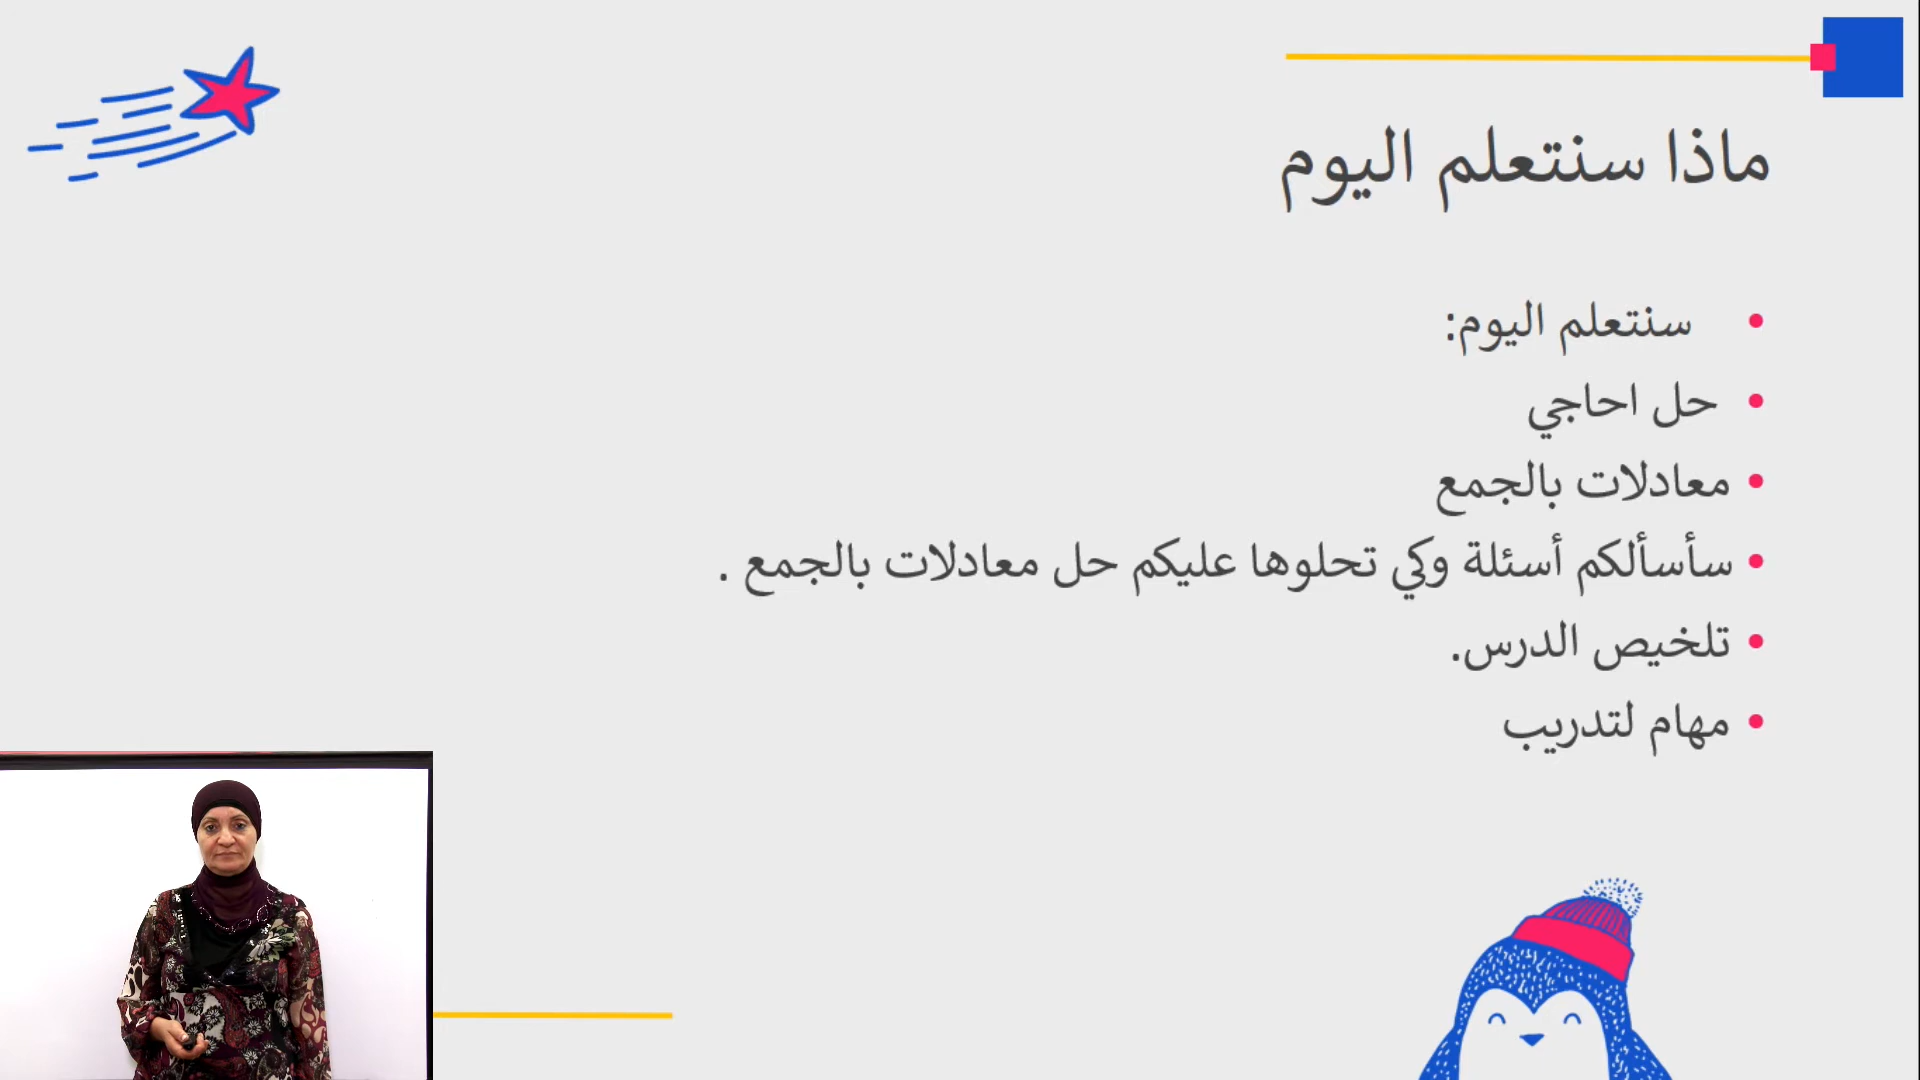 ماذا سنتعلم اليوم
سنتعلم اليوم:
حل احاجي
معادلات بالجمع
سأسألكم أسئلة وكي تحلوها عليكم حل معادلات بالجمع .
تلخيص الدرس.
مهام لتدريب